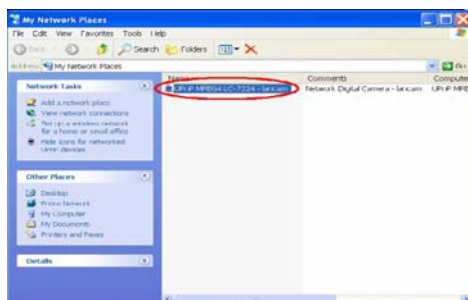 My Network Places
File Edit View Favorites Tools Help
Back Search Folders
Address My Network Places Go
Name Comments Computer
UPnP MPEG4 LC-7224 - lancam Network Digital Camera - lancam UPnP MPE
Network Tasks
Add a network place
View network connections
Set up a wireless network
for a home or small office
Hide icons for networked
UPnP devices
Other Places
Desktop
Entire Network
My Computer
My Documents
Printers and Faxes
Details